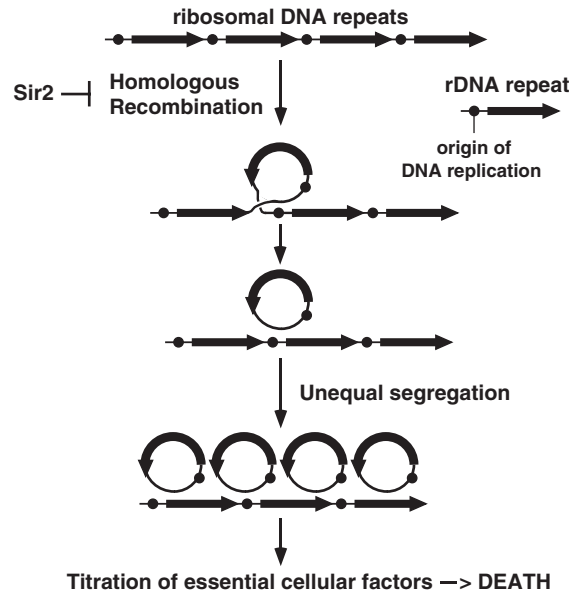 ribosomal DNA repeats
Sir2
Homologous
Recombination
rDNA repeat
origin of
DNA replication
Unequal segregation
Titration of essential cellular factors —> DEATH